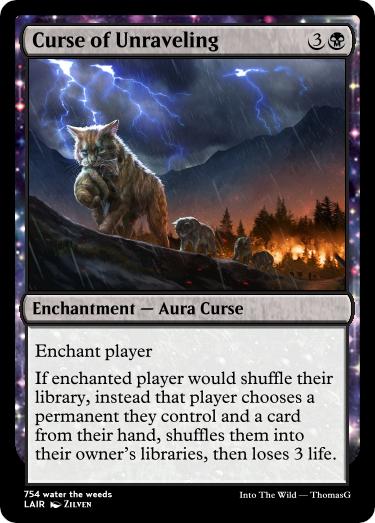 Curse of Unraveling 3
Enchantment — Aura Curse
Enchant player
If enchanted player would shuffle their
library, instead that player chooses a
permanent they control and a card
from their hand, shuffles them into
their owner's libraries, then loses 3 life.
754 water the weeds
LAIR ZILVEN
Into The Wild — ThomasG